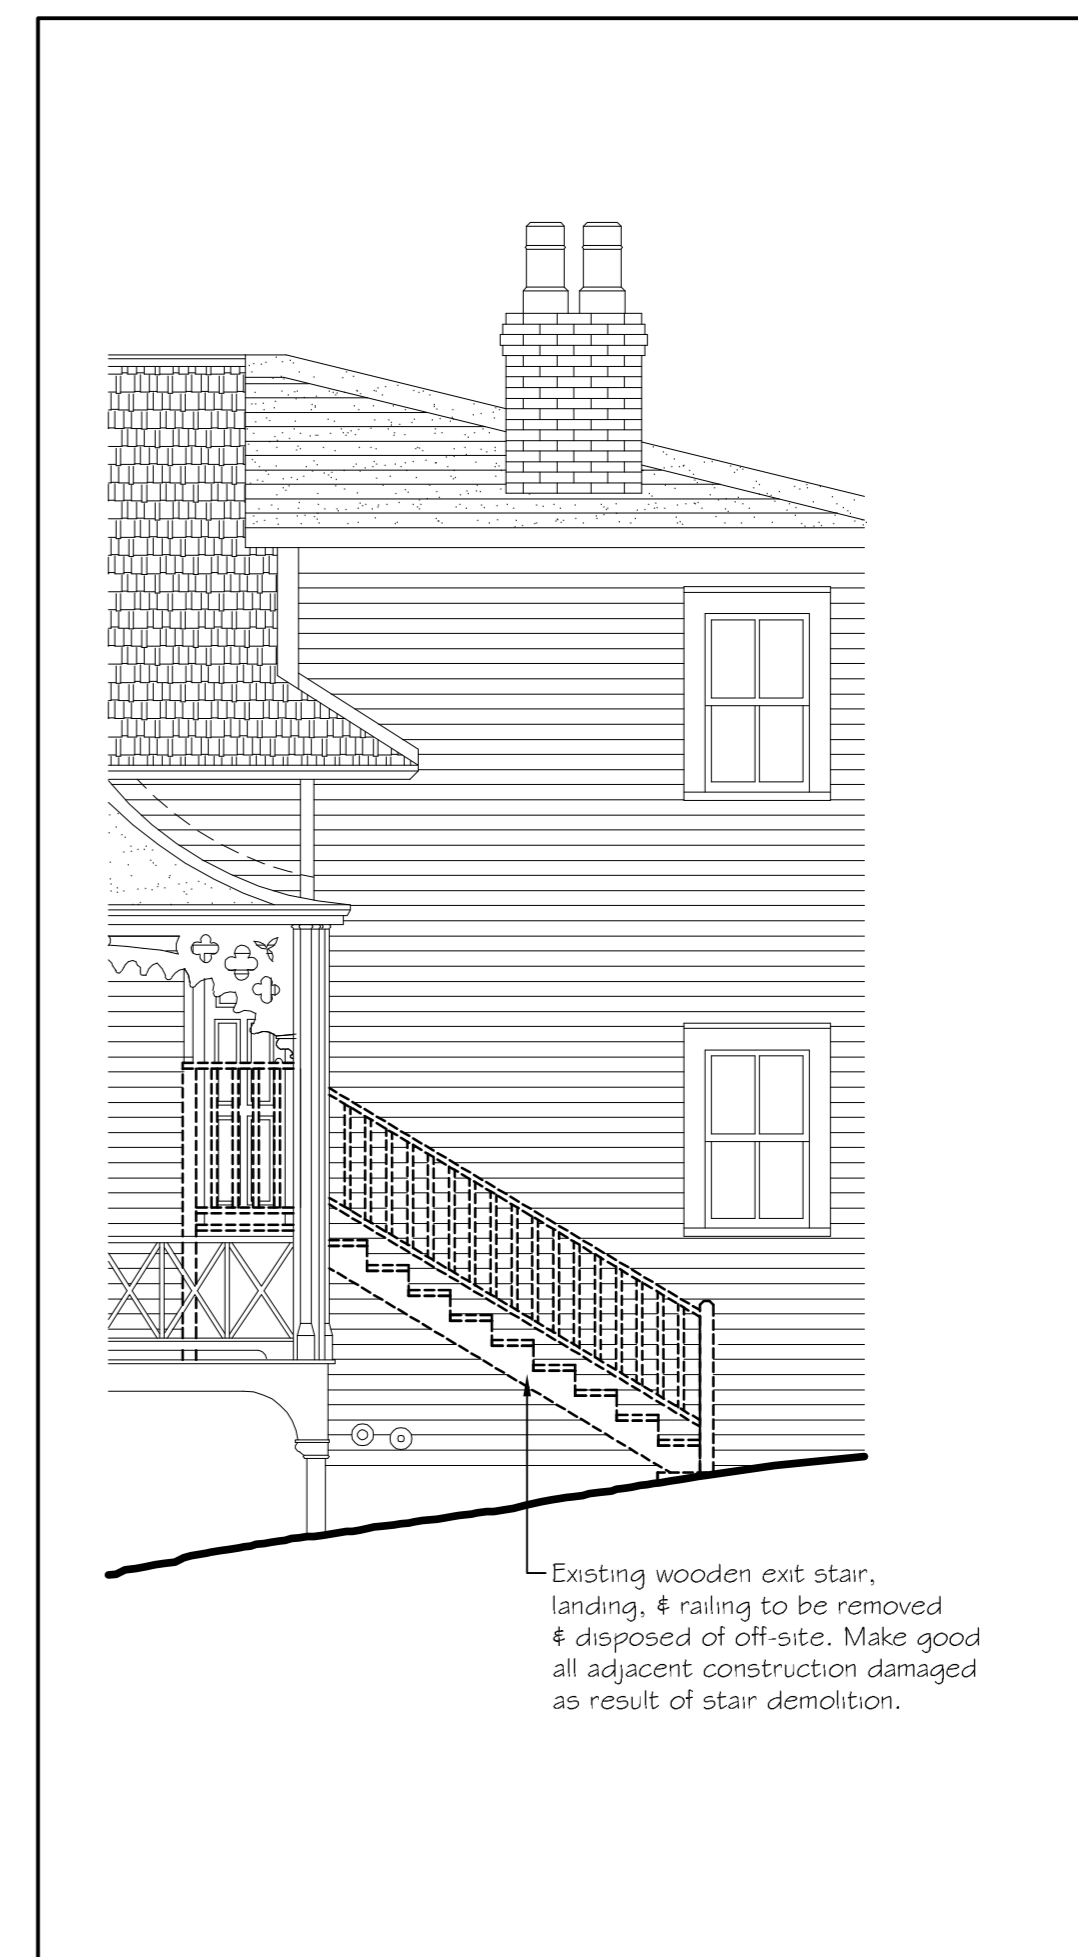 Existing wooden exit stair,
landing, & railing to be removed
& disposed of off-site. Make good
all adjacent construction damaged
as result of stair demolition.